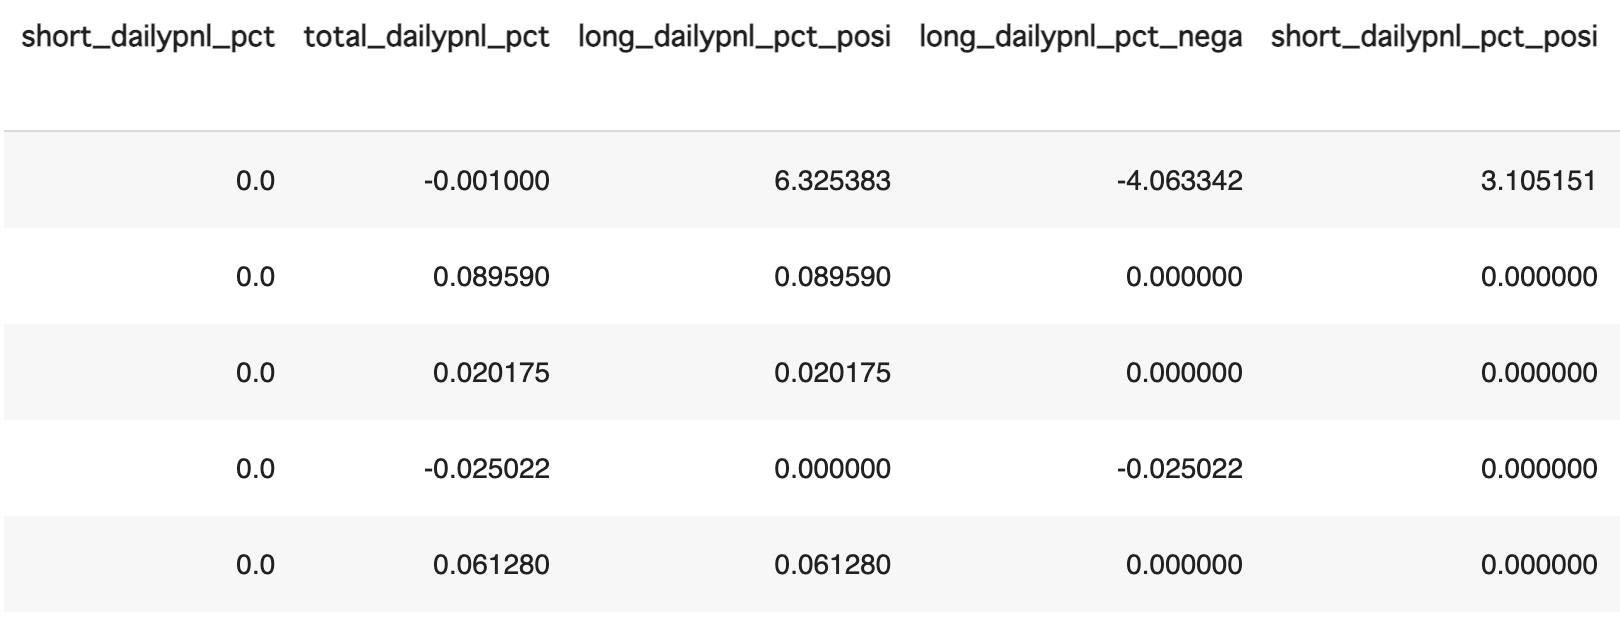 short_dailypnl_pct total_dailypnl_pct long_dailypnl_pct_posi long_dailypnl_pct_nega short_dailypnl_pct_posi
0.0 -0.001000 6.325383 -4.063342 3.105151
0.0 0.089590 0.089590 0.000000 0.000000
0.0 0.020175 0.020175 0.000000 0.000000
0.0 -0.025022 0.000000 -0.025022 0.000000
0.0 0.061280 0.061280 0.000000 0.000000